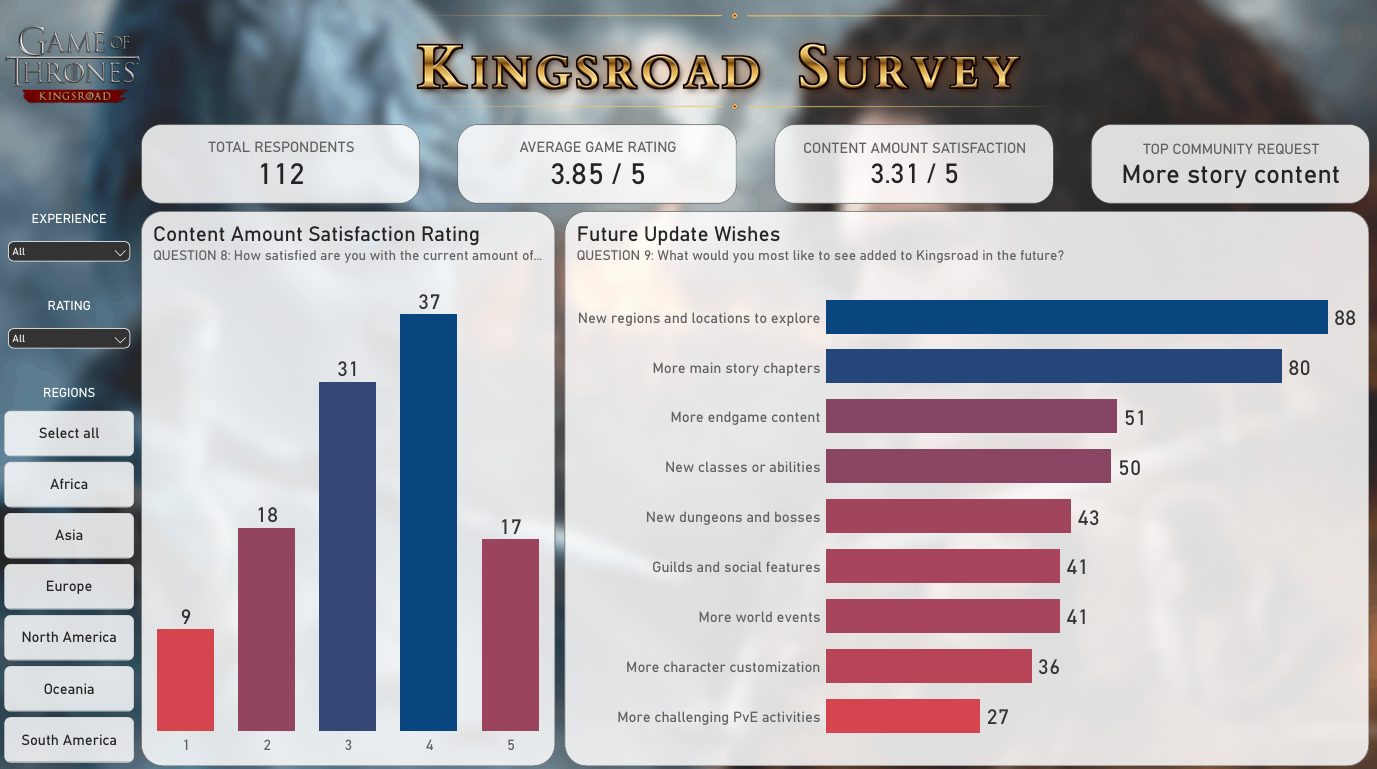 GAME OF
THRONES
KINGSROAD
KINGSROAD SURVEY
TOTAL RESPONDENTS
112
AVERAGE GAME RATING
3.85 / 5
CONTENT AMOUNT SATISFACTION
3.31 / 5
TOP COMMUNITY REQUEST
More story content
EXPERIENCE
All
RATING
All
REGIONS
Select all
Africa
Asia
Europe
North America
Oceania
South America
Content Amount Satisfaction Rating
QUESTION 8: How satisfied are you with the current amount of...
9
18
31
37
17
1
2
3
4
5
Future Update Wishes
QUESTION 9: What would you most like to see added to Kingsroad in the future?
New regions and locations to explore 88
More main story chapters 80
More endgame content 51
New classes or abilities 50
New dungeons and bosses 43
Guilds and social features 41
More world events 41
More character customization 36
More challenging PvE activities 27